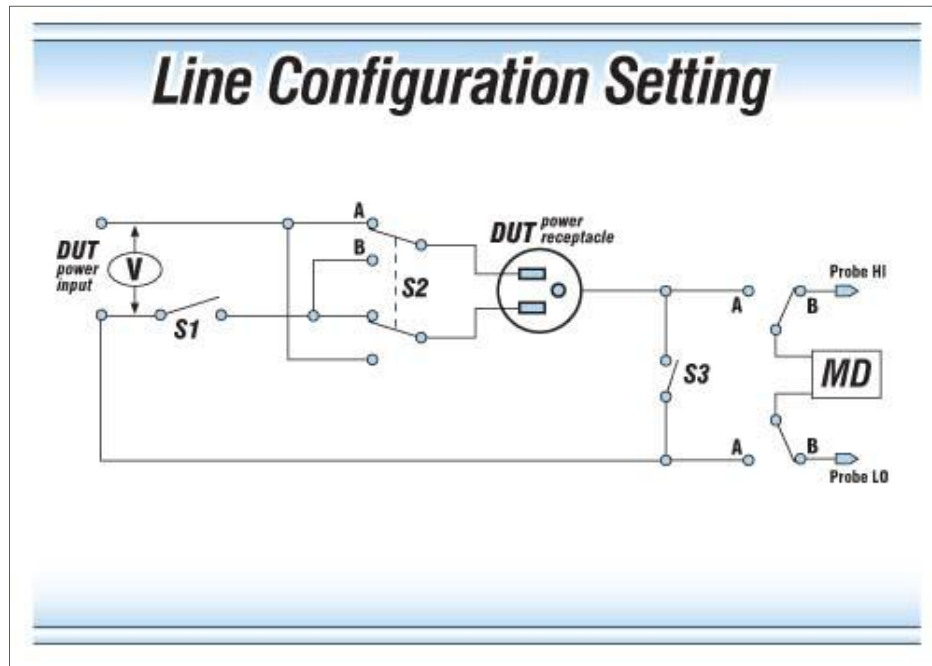 Line Configuration Setting
DUT
power
input
V
S1
A
B
S2
DUT power
receptacle
S3
A
A
Probe HI
B
MD
B
Probe LO